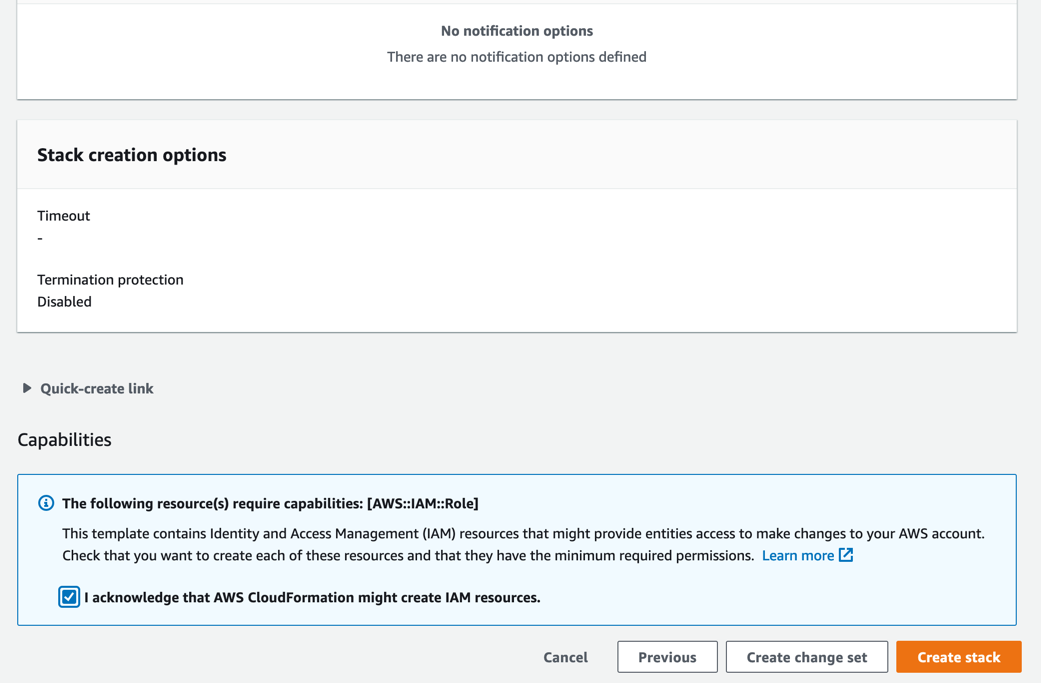 No notification options
There are no notification options defined
Stack creation options
Timeout
-
Termination protection
Disabled
Quick-create link
Capabilities
The following resource(s) require capabilities: [AWS::IAM::Role]
This template contains Identity and Access Management (IAM) resources that might provide entities access to make changes to your AWS account.
Check that you want to create each of these resources and that they have the minimum required permissions. Learn more
I acknowledge that AWS CloudFormation might create IAM resources.
Cancel Previous Create change set Create stack